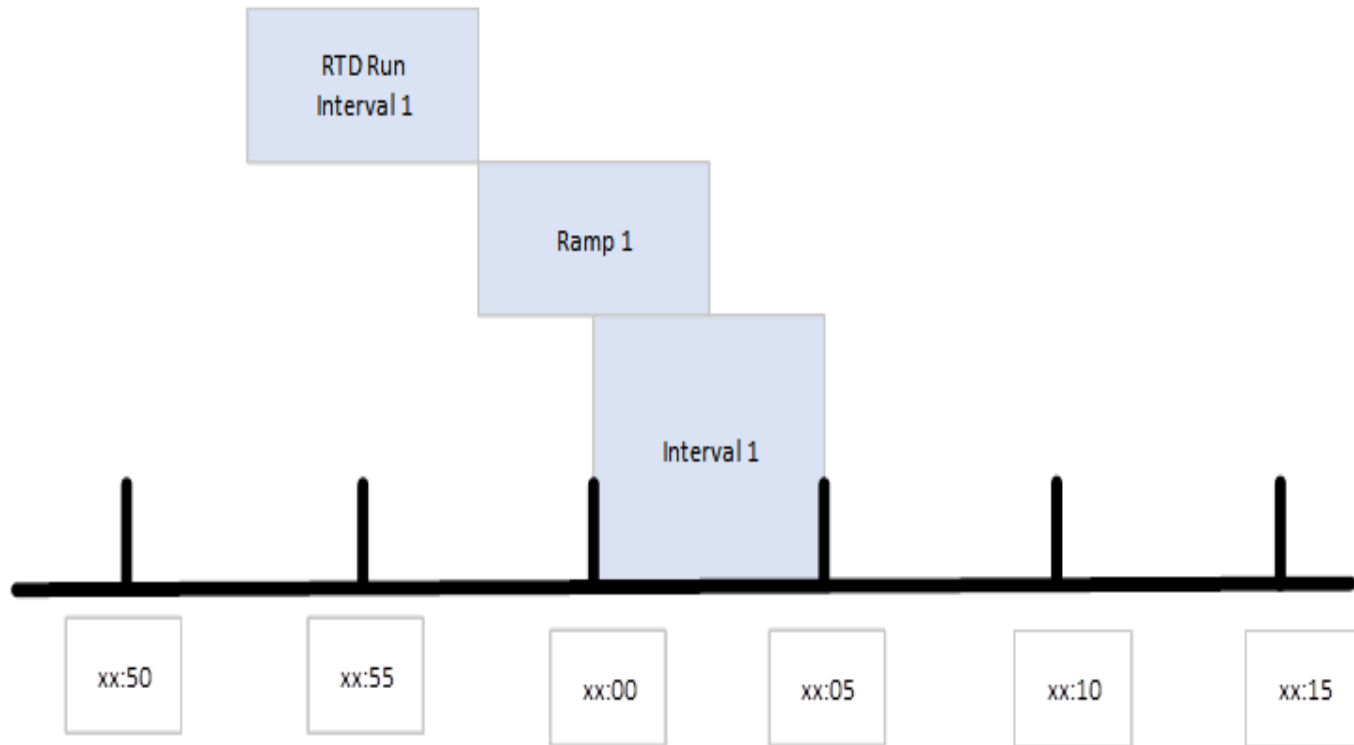 RTD Run
Interval 1
Ramp 1
Interval 1
xx:50
xx:55
xx:00
xx:05
xx:10
xx:15